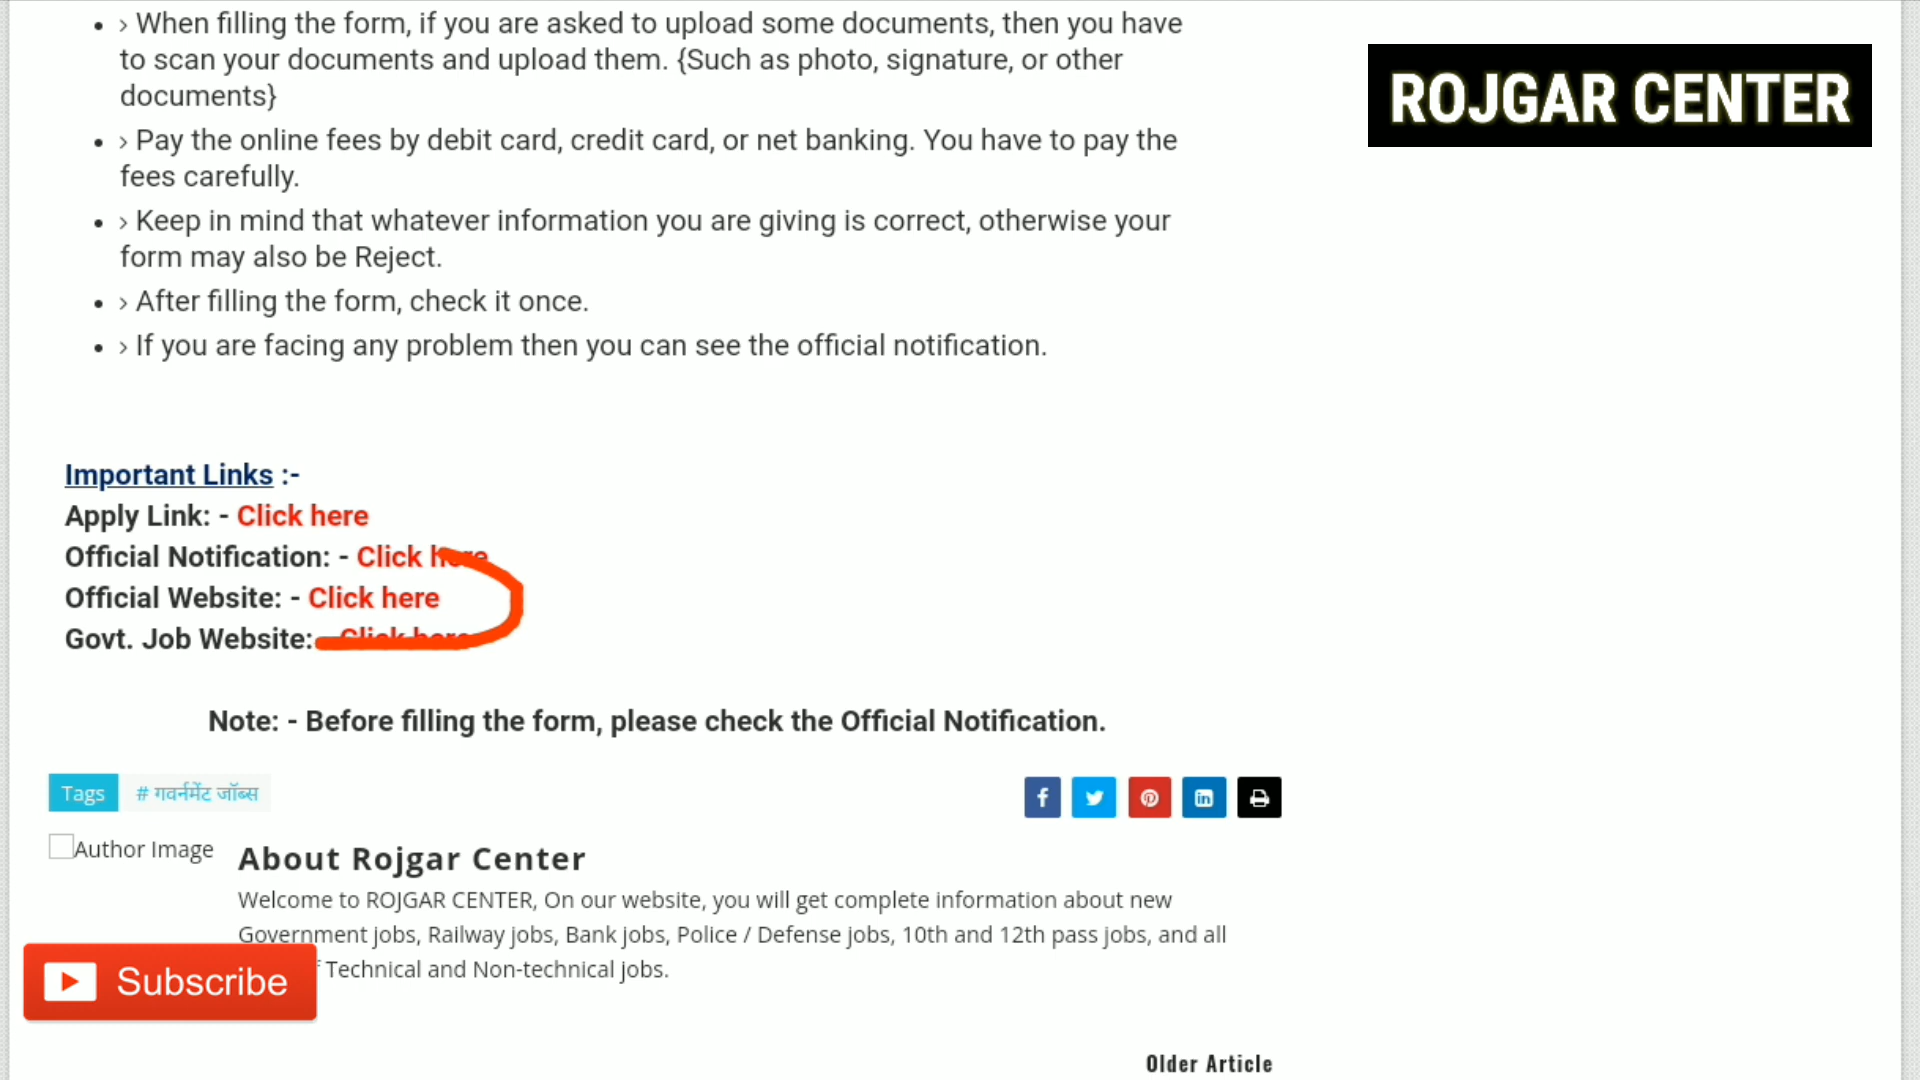 › When filling the form, if you are asked to upload some documents, then you have
to scan your documents and upload them. {Such as photo, signature, or other
documents}
› Pay the online fees by debit card, credit card, or net banking. You have to pay the
fees carefully.
› Keep in mind that whatever information you are giving is correct, otherwise your
form may also be Reject.
› After filling the form, check it once.
› If you are facing any problem then you can see the official notification.
ROJGAR CENTER
Important Links :-
Apply Link: - Click here
Official Notification: - Click here
Official Website: - Click here
Govt. Job Website: - Click here
Note: - Before filling the form, please check the Official Notification.
Tags # गवर्नमेंट जॉब्स
Author Image
About Rojgar Center
Welcome to ROJGAR CENTER, On our website, you will get complete information about new
Government jobs, Railway jobs, Bank jobs, Police / Defense jobs, 10th and 12th pass jobs, and all
Technical and Non-technical jobs.
Subscribe
Older Article